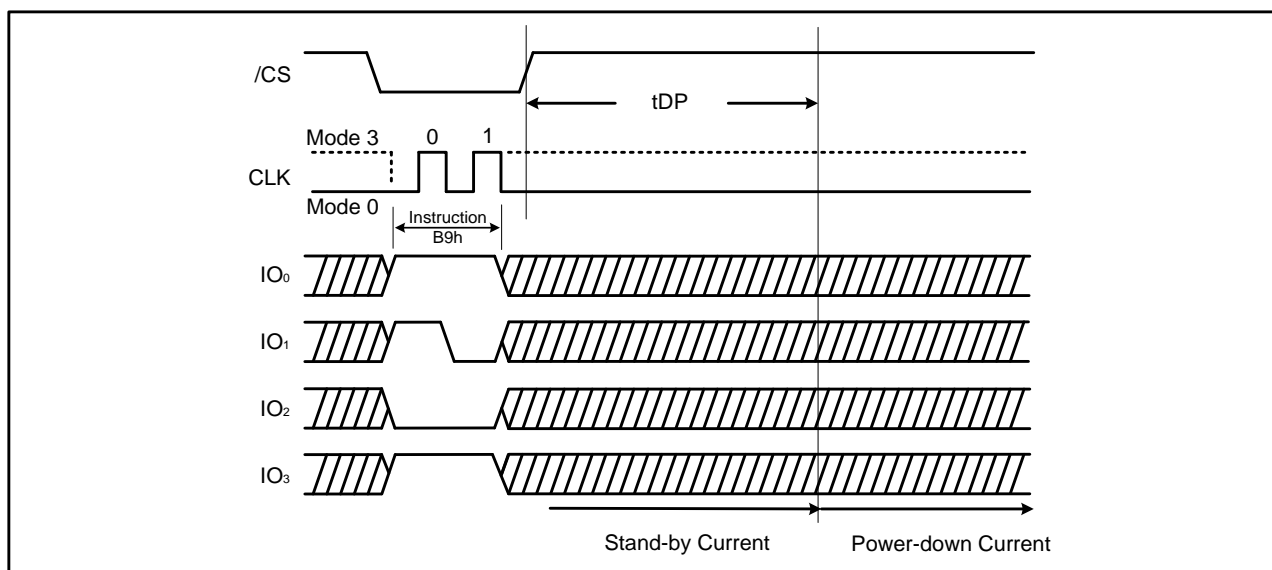 /CS
tDP
Mode 3
0
1
CLK
Mode 0
Instruction
B9h
IO₀
IO₁
IO₂
IO₃
Stand-by Current
Power-down Current